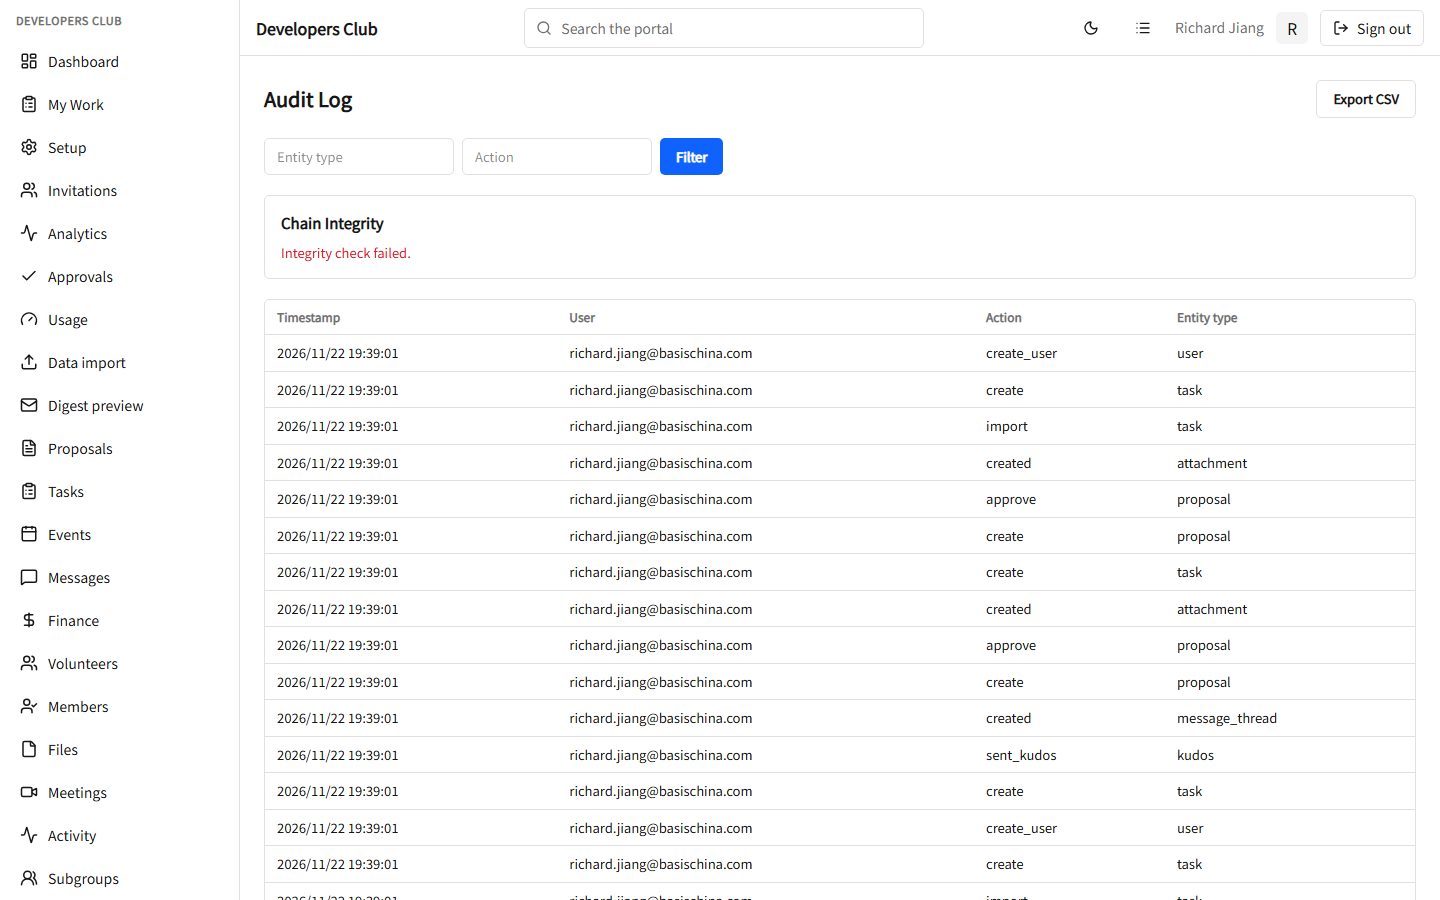 DEVELOPERS CLUB
Dashboard
My Work
Setup
Invitations
Analytics
Approvals
Usage
Data import
Digest preview
Proposals
Tasks
Events
Messages
Finance
Volunteers
Members
Files
Meetings
Activity
Subgroups
Developers Club
Search the portal
Richard Jiang
R
Sign out
Audit Log
Export CSV
Entity type Action Filter
Chain Integrity
Integrity check failed.
Timestamp User Action Entity type
2026/11/22 19:39:01 richard.jiang@basischina.com create_user user
2026/11/22 19:39:01 richard.jiang@basischina.com create task
2026/11/22 19:39:01 richard.jiang@basischina.com import task
2026/11/22 19:39:01 richard.jiang@basischina.com created attachment
2026/11/22 19:39:01 richard.jiang@basischina.com approve proposal
2026/11/22 19:39:01 richard.jiang@basischina.com create proposal
2026/11/22 19:39:01 richard.jiang@basischina.com create task
2026/11/22 19:39:01 richard.jiang@basischina.com created attachment
2026/11/22 19:39:01 richard.jiang@basischina.com approve proposal
2026/11/22 19:39:01 richard.jiang@basischina.com create proposal
2026/11/22 19:39:01 richard.jiang@basischina.com created message_thread
2026/11/22 19:39:01 richard.jiang@basischina.com sent_kudos kudos
2026/11/22 19:39:01 richard.jiang@basischina.com create task
2026/11/22 19:39:01 richard.jiang@basischina.com create_user user
2026/11/22 19:39:01 richard.jiang@basischina.com create task